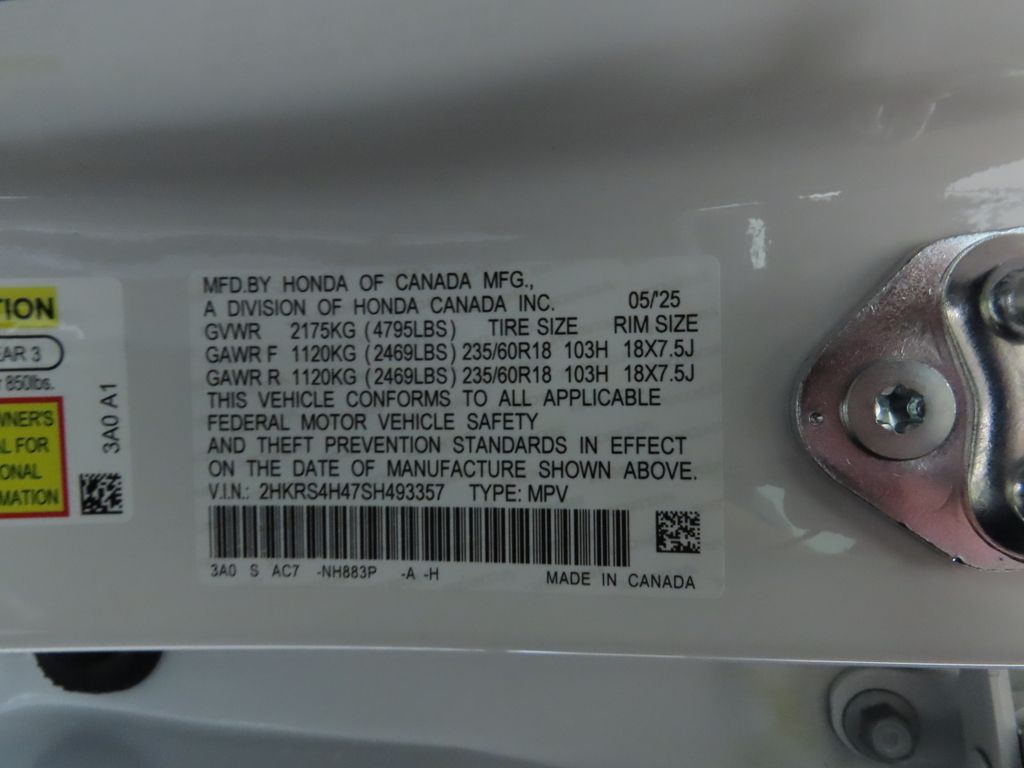 TION
EAR 3
850lbs.
WNER'S
AL FOR
ONAL
MATION
3A0 A1
MFD.BY HONDA OF CANADA MFG.,
A DIVISION OF HONDA CANADA INC. 05/'25
GVWR 2175KG (4795LBS) TIRE SIZE RIM SIZE
GAWR F 1120KG (2469LBS) 235/60R18 103H 18X7.5J
GAWR R 1120KG (2469LBS) 235/60R18 103H 18X7.5J
THIS VEHICLE CONFORMS TO ALL APPLICABLE
FEDERAL MOTOR VEHICLE SAFETY
AND THEFT PREVENTION STANDARDS IN EFFECT
ON THE DATE OF MANUFACTURE SHOWN ABOVE.
V.I.N.: 2HKRS4H47SH493357 TYPE: MPV
3A0 S AC7 -NH883P -A -H MADE IN CANADA